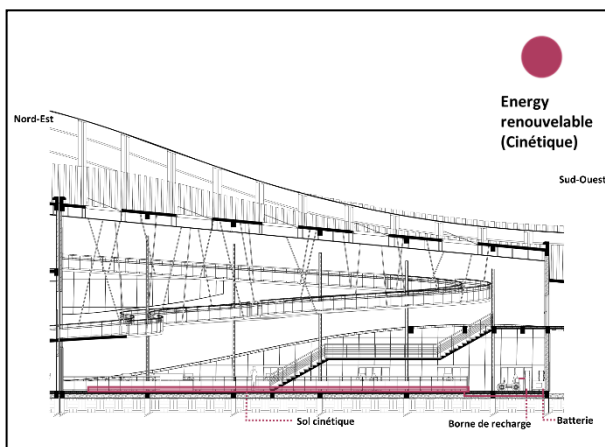 Energy
renouvelable
(Cinétique)
Nord-Est
Sud-Ouest
Sol cinétique
Borne de recharge
Batterie